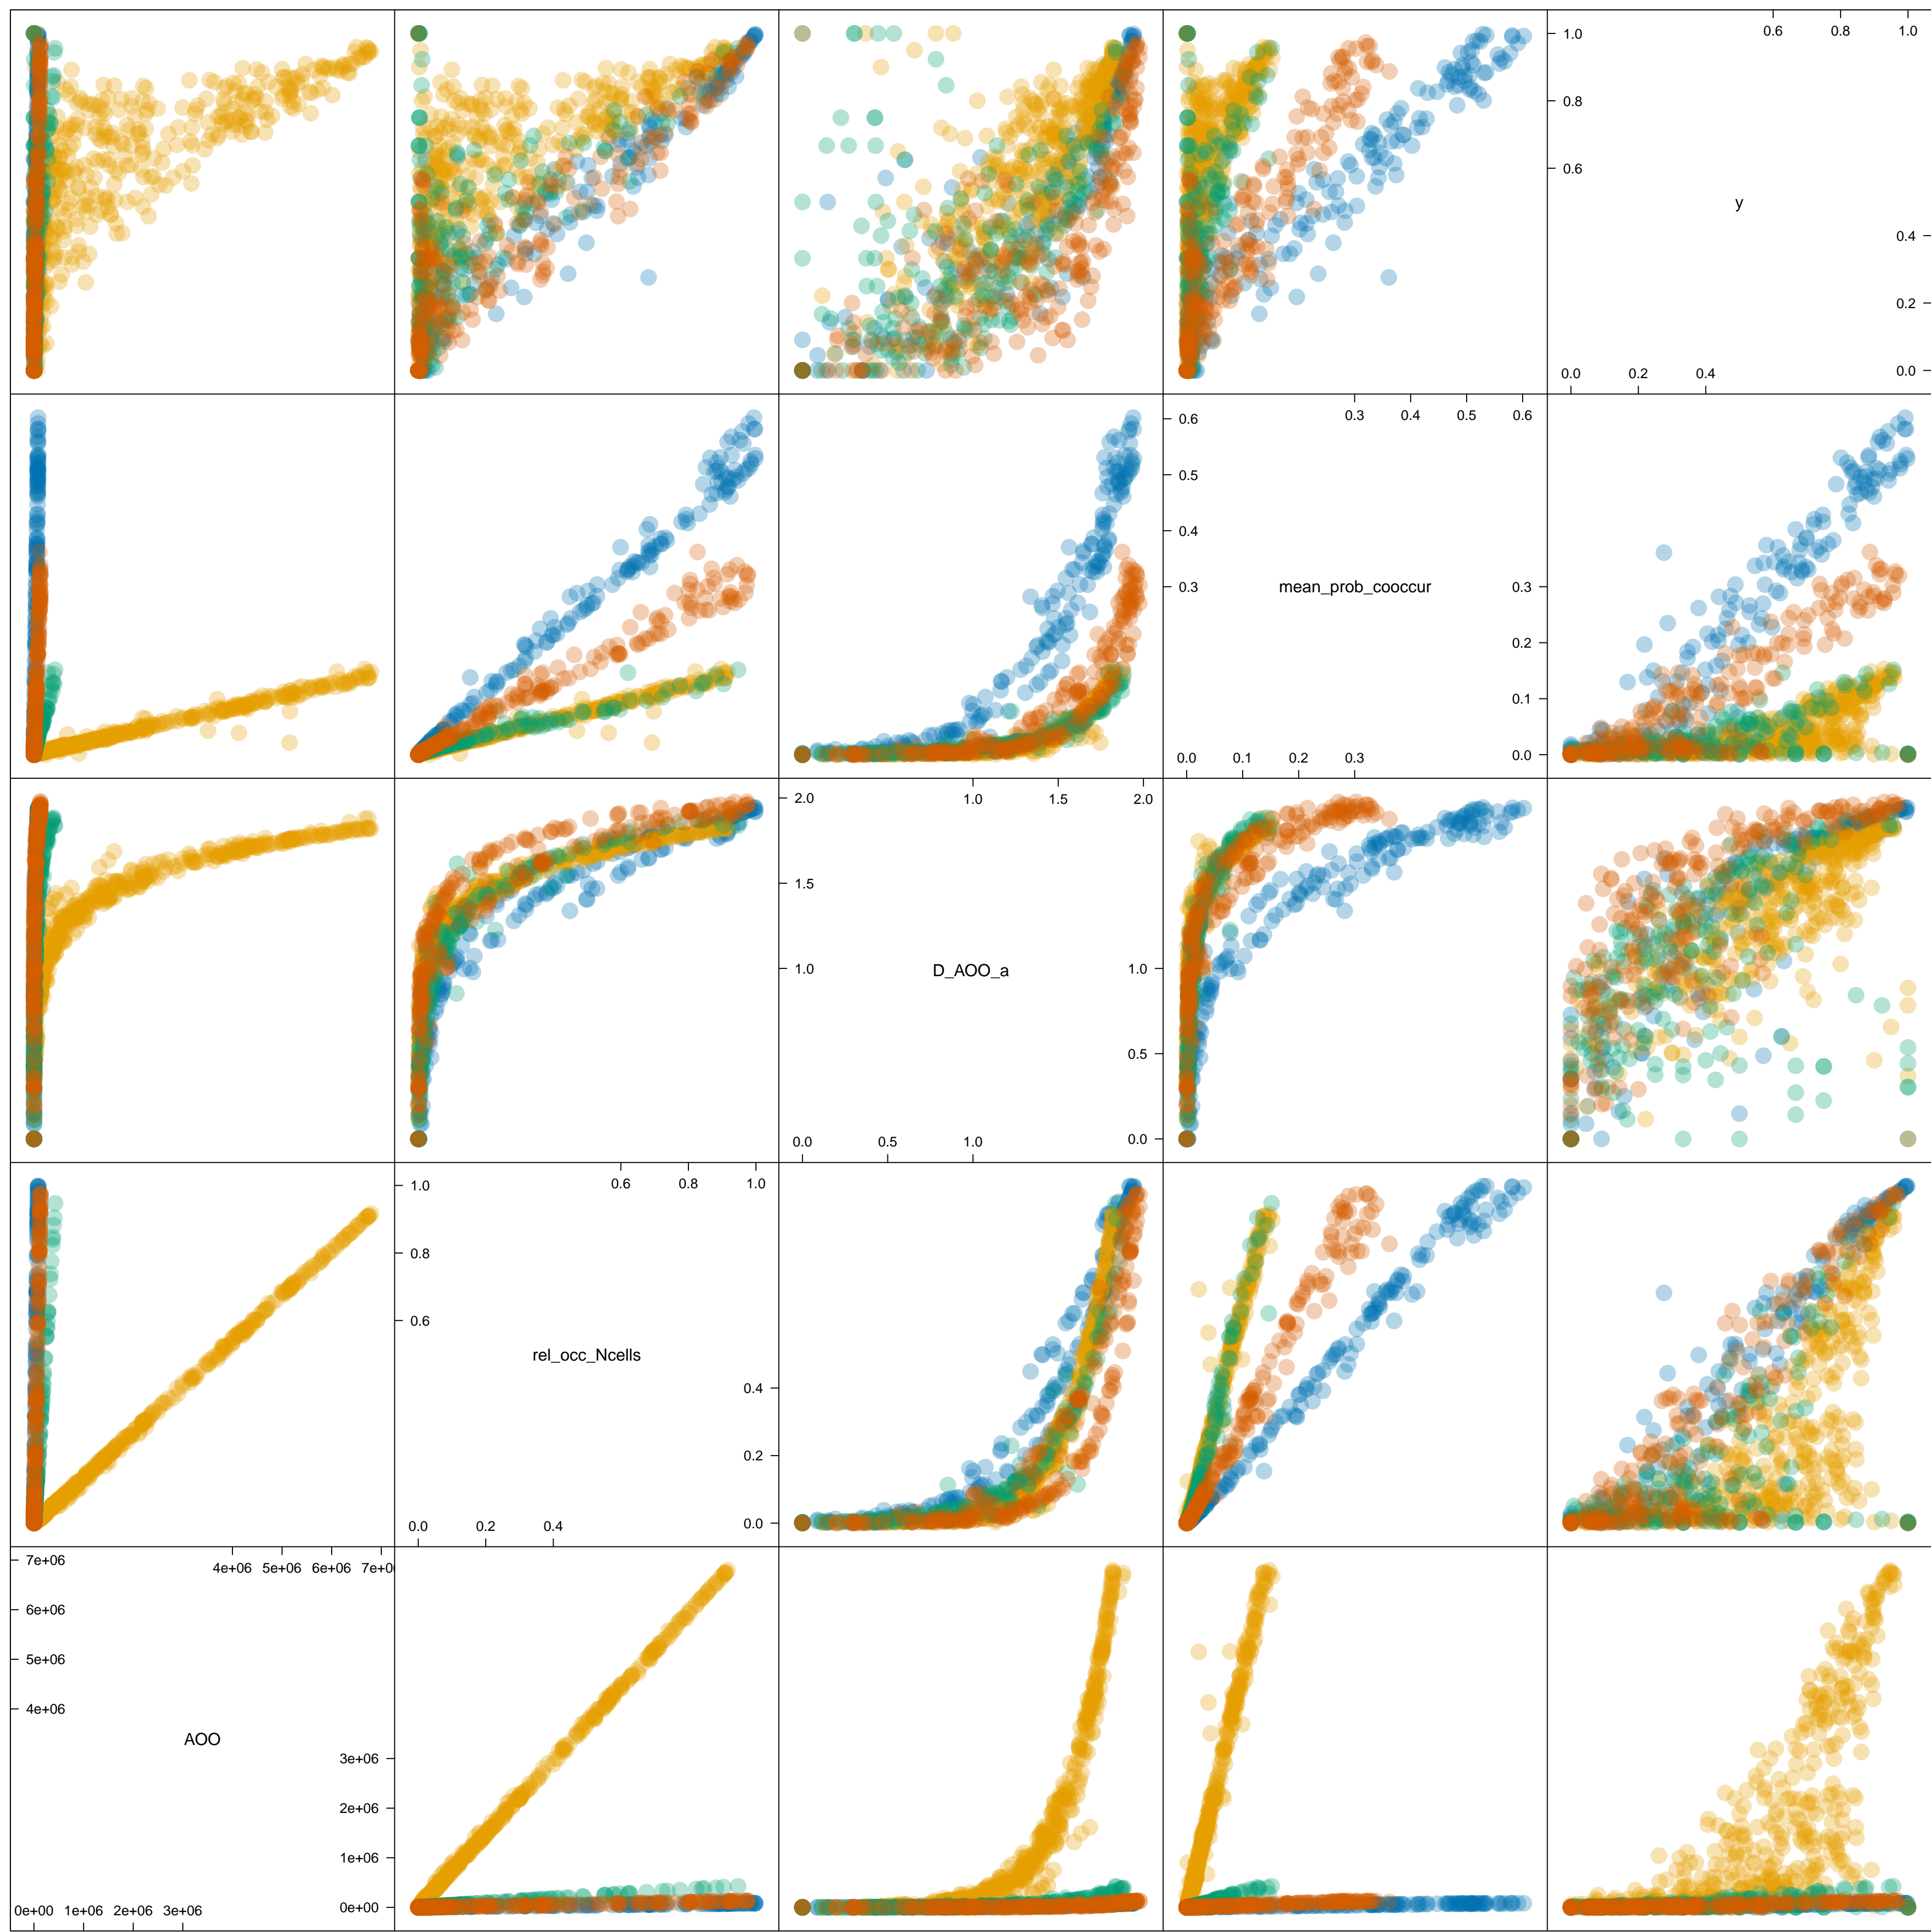 0.6 0.8 1.0
1.0
0.8
0.6
y
0.4
0.2
0.0 0.2 0.4
0.0
0.3 0.4 0.5 0.6
0.6
0.5
0.4
0.3
mean_prob_cooccur
0.3
0.2
0.1
0.0 0.1 0.2 0.3
0.0
1.0 1.5 2.0
2.0
1.5
1.0
D_AOO_a
1.0
0.5
0.0 0.5 1.0
0.0
0.6 0.8 1.0
1.0
0.8
0.6
rel_occ_Ncells
0.4
0.2
0.0 0.2 0.4
0.0
4e+06 5e+06 6e+06 7e+0
7e+06
6e+06
5e+06
4e+06
AOO
3e+06
2e+06
1e+06
0e+00 1e+06 2e+06 3e+06
0e+00